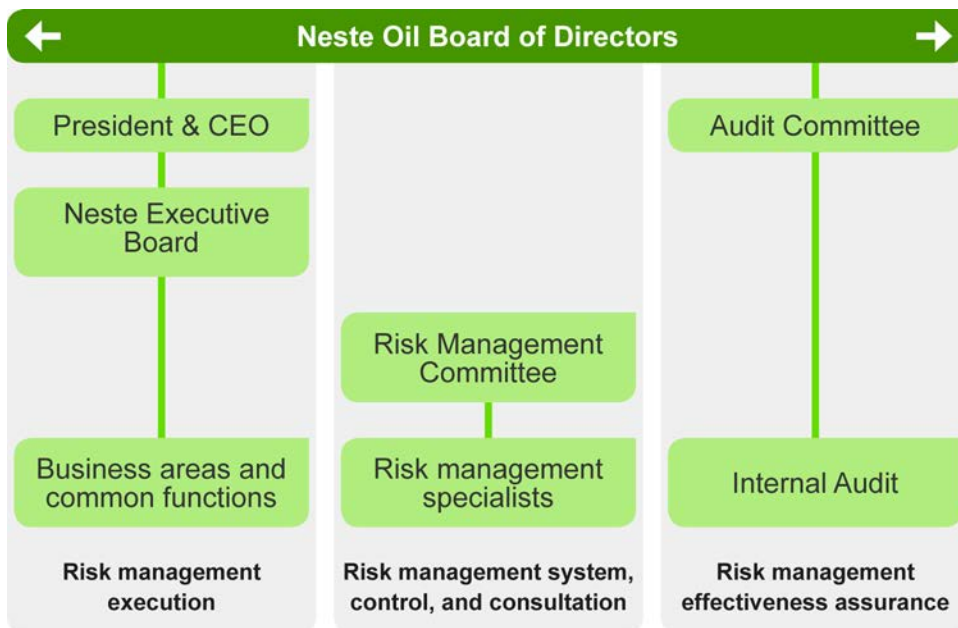 Neste Oil Board of Directors
President & CEO
Neste Executive
Board
Business areas and
common functions
Risk management
execution
Risk Management
Committee
Risk management
specialists
Risk management system,
control, and consultation
Audit Committee
Internal Audit
Risk management
effectiveness assurance